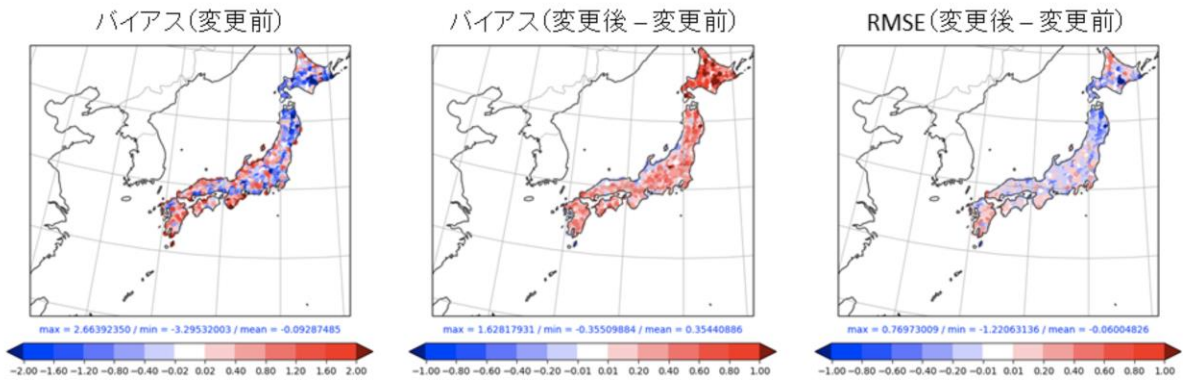 バイアス(変更前)
max = 2.66392350 / min = -3.29532003 / mean = -0.09287485
−2.00 −1.60 −1.20 −0.80 −0.40 −0.02 0.02 0.40 0.80 1.20 1.60 2.00
バイアス(変更後 – 変更前)
max = 1.62817931 / min = -0.35509884 / mean = 0.35440886
−1.00 −0.80 −0.60 −0.40 −0.20 −0.01 0.01 0.20 0.40 0.60 0.80 1.00
RMSE(変更後 – 変更前)
max = 0.76973009 / min = -1.22063136 / mean = -0.06004826
−1.00 −0.80 −0.60 −0.40 −0.20 −0.01 0.01 0.20 0.40 0.60 0.80 1.00